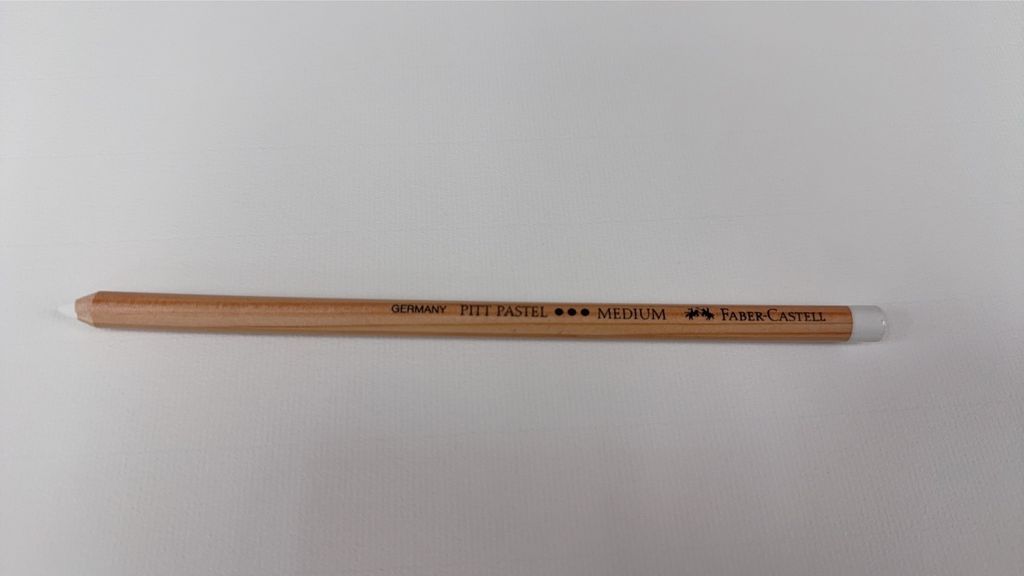 GERMANY PITT PASTEL ●●● MEDIUM FABER-CASTELL